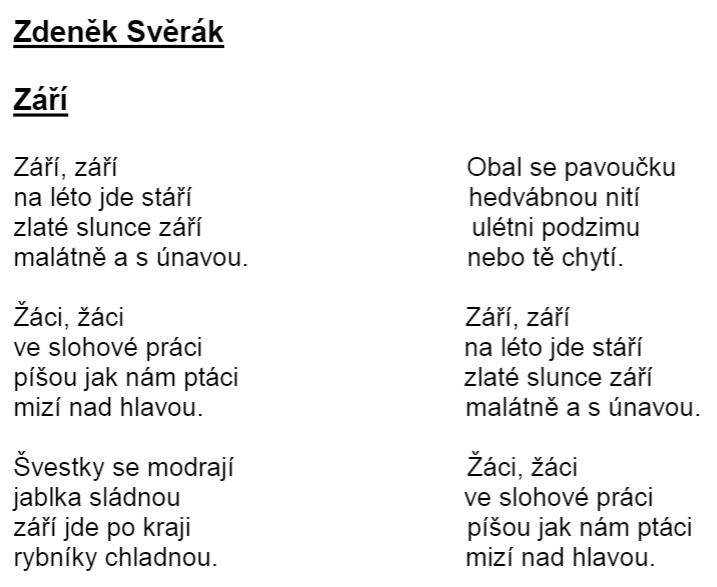 Zdeněk Svěrák
Září
Září, září
na léto jde stáří
zlaté slunce září
malátně a s únavou.
Žáci, žáci
ve slohové práci
píšou jak nám ptáci
mizí nad hlavou.
Švestky se modrají
jablka sládnou
září jde po kraji
rybníky chladnou.
Obal se pavoučku
hedvábnou nití
ulétni podzimu
nebo tě chytí.
Září, září
na léto jde stáří
zlaté slunce září
malátně a s únavou.
Žáci, žáci
ve slohové práci
píšou jak nám ptáci
mizí nad hlavou.